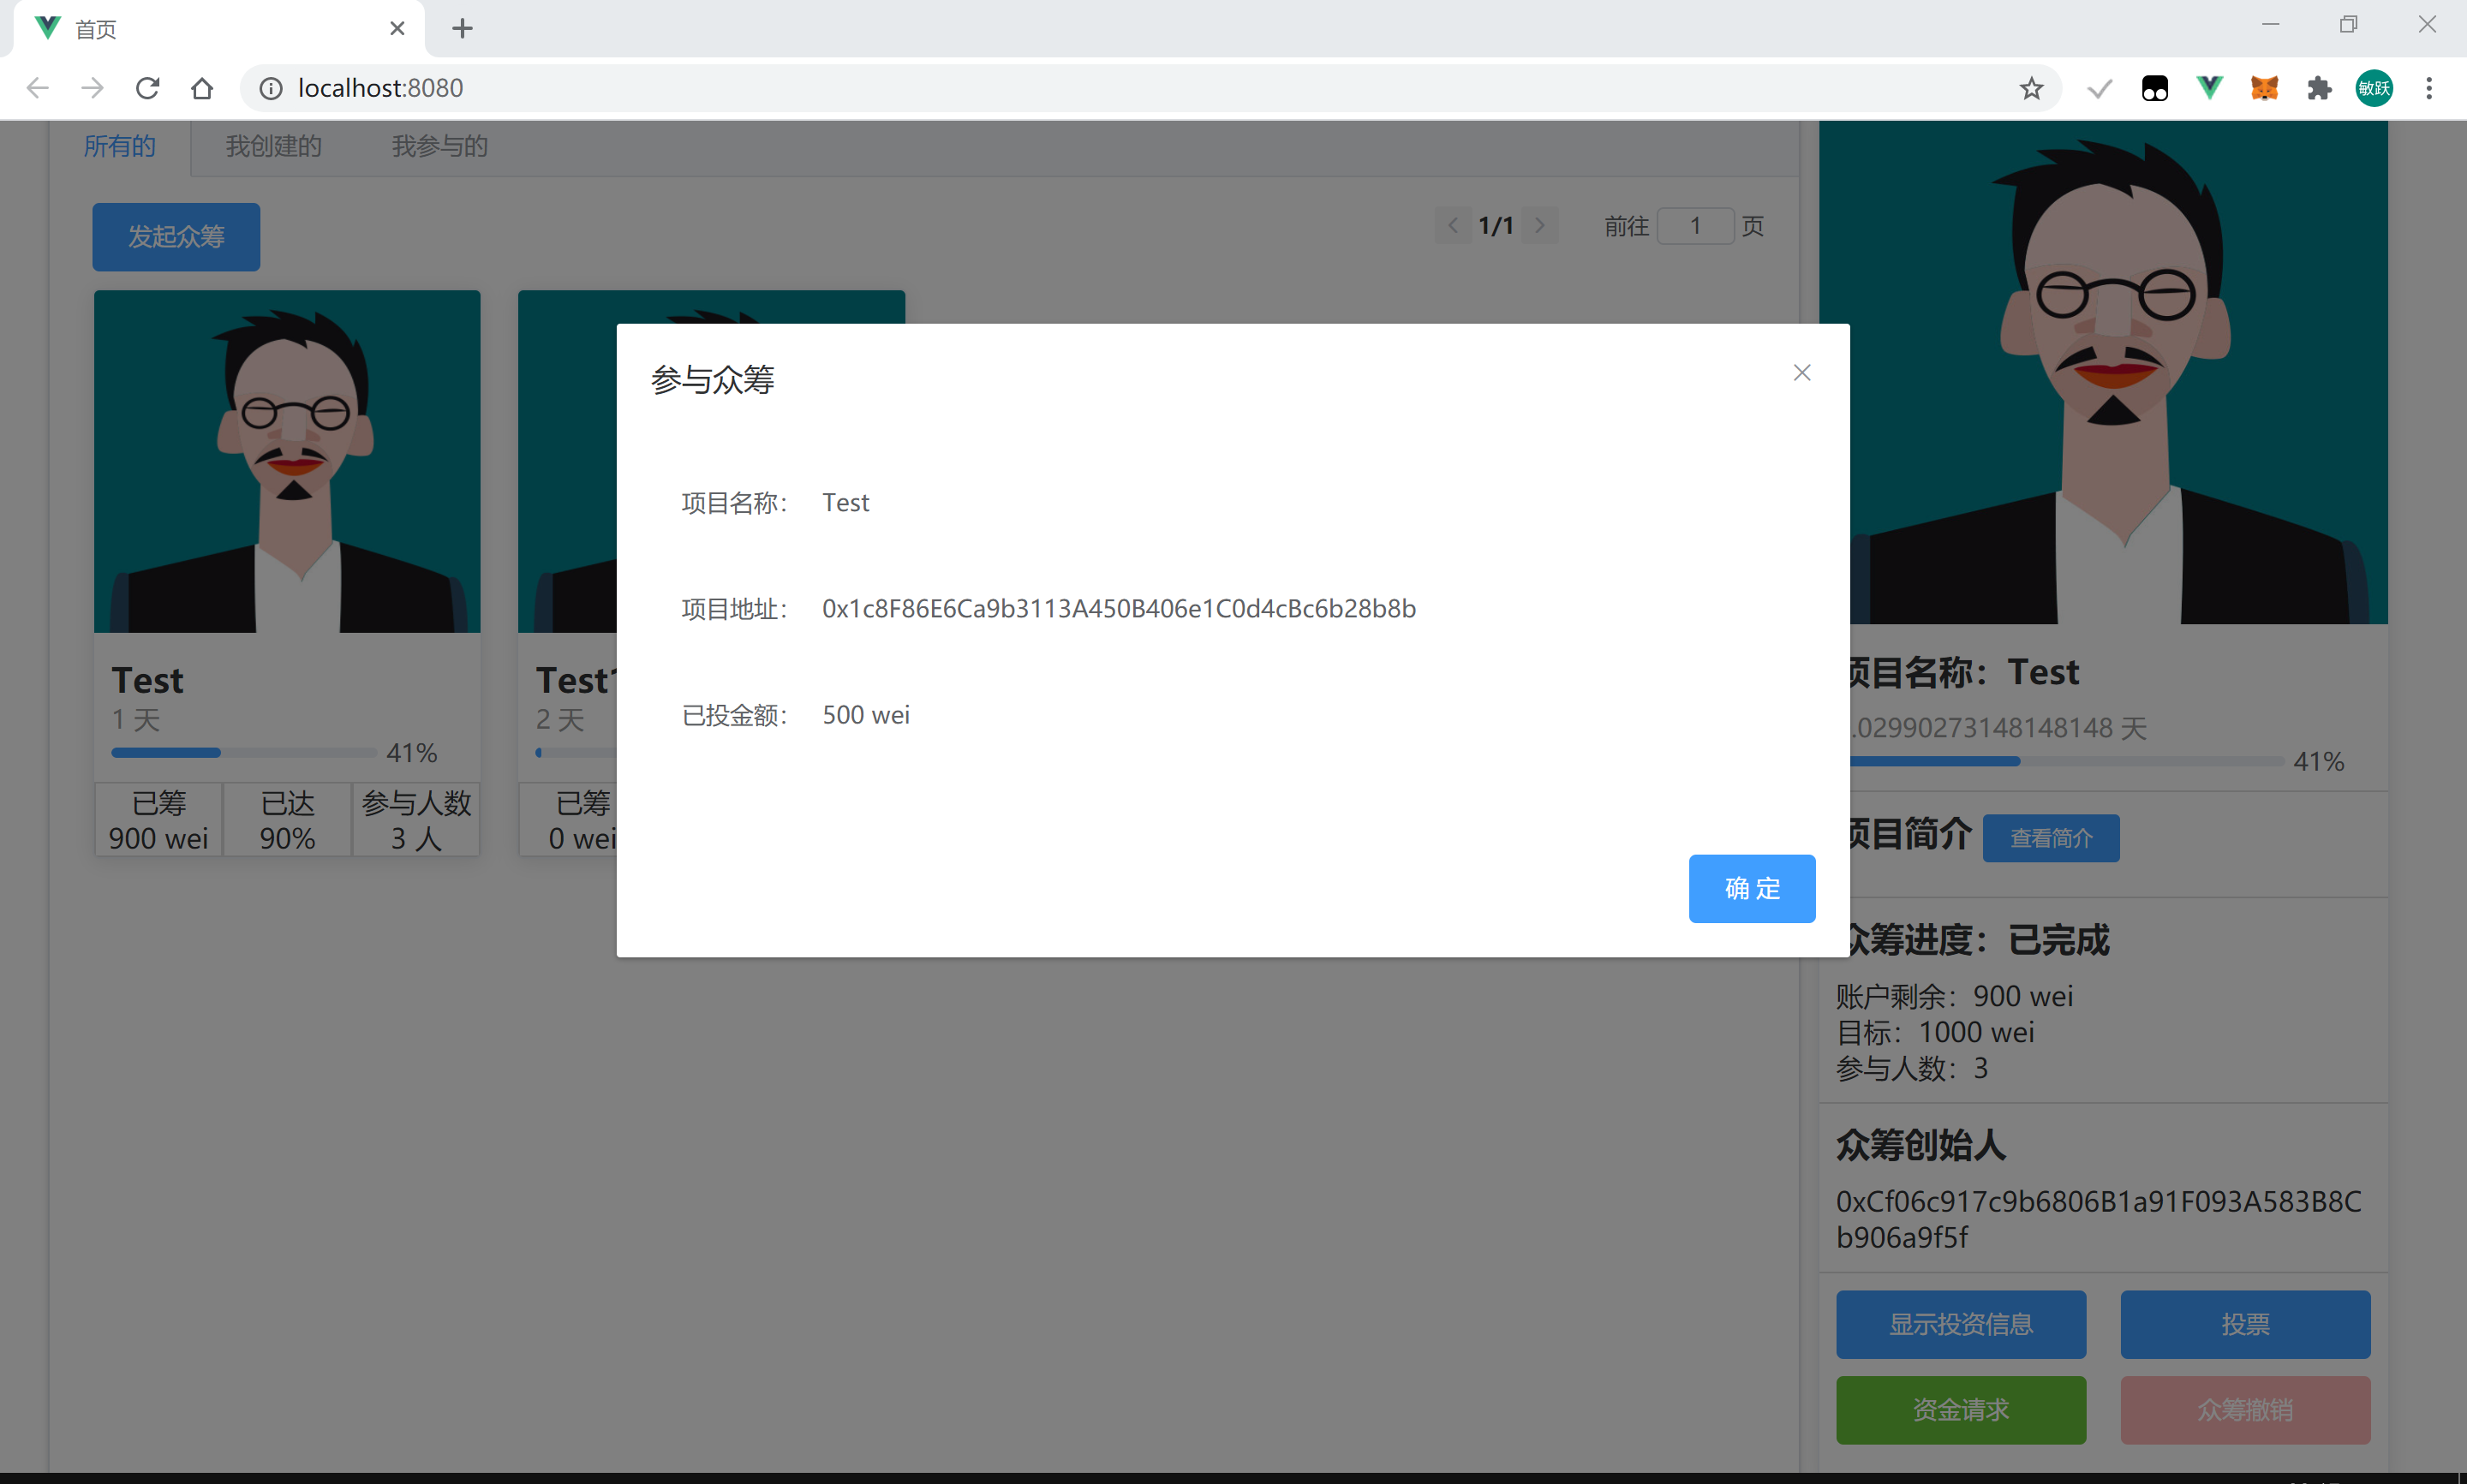 首页
localhost:8080
敏跃
所有的
我创建的
我参与的
发起众筹
1/1
前往 1 页
参与众筹
项目名称： Test
项目地址： 0x1c8F86E6Ca9b3113A450B406e1C0d4cBc6b28b8b
已投金额： 500 wei
确 定
Test
1 天
41%
已筹
900 wei
已达
90%
参与人数
3 人
2 天
已筹
0 wei
项目名称：Test
.02990273148148148 天
41%
项目简介
查看简介
众筹进度：已完成
账户剩余：900 wei
目标：1000 wei
参与人数：3
众筹创始人
0xCf06c917c9b6806B1a91F093A583B8C
b906a9f5f
显示投资信息
投票
资金请求
众筹撤销